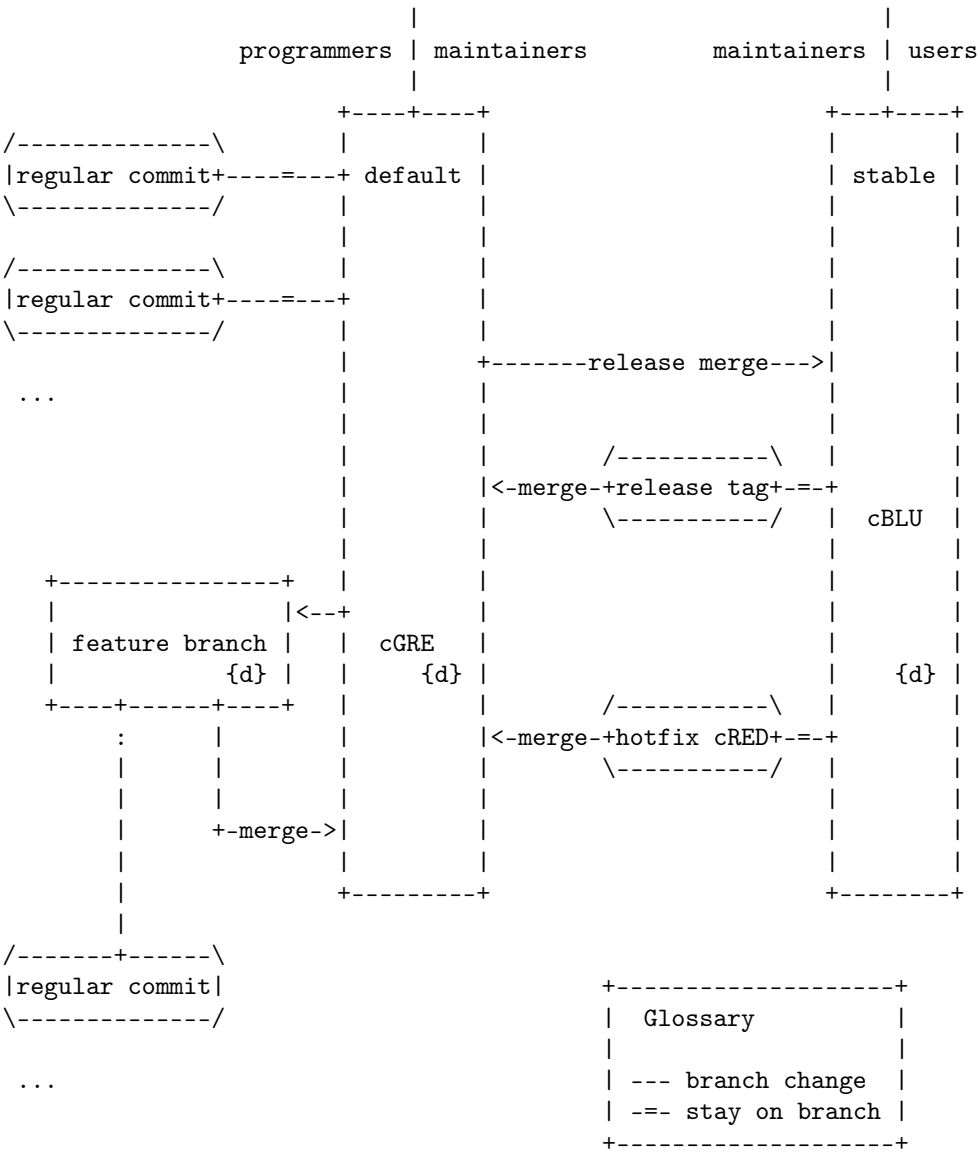 programmers | maintainers maintainers | users
regular commit default stable
regular commit
release merge
...
merge release tag
cBLU
feature branch cGRE
{d} {d} {d}
merge hotfix cRED
merge
regular commit
Glossary
... --- branch change
-=- stay on branch